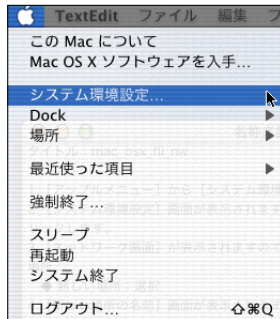 TextEdit ファイル 編集
この Mac について
Mac OS X ソフトウェアを入手...
システム環境設定...
Dock
場所
最近使った項目
強制終了...
スリープ
再起動
システム終了
ログアウト... ⇧⌘Q